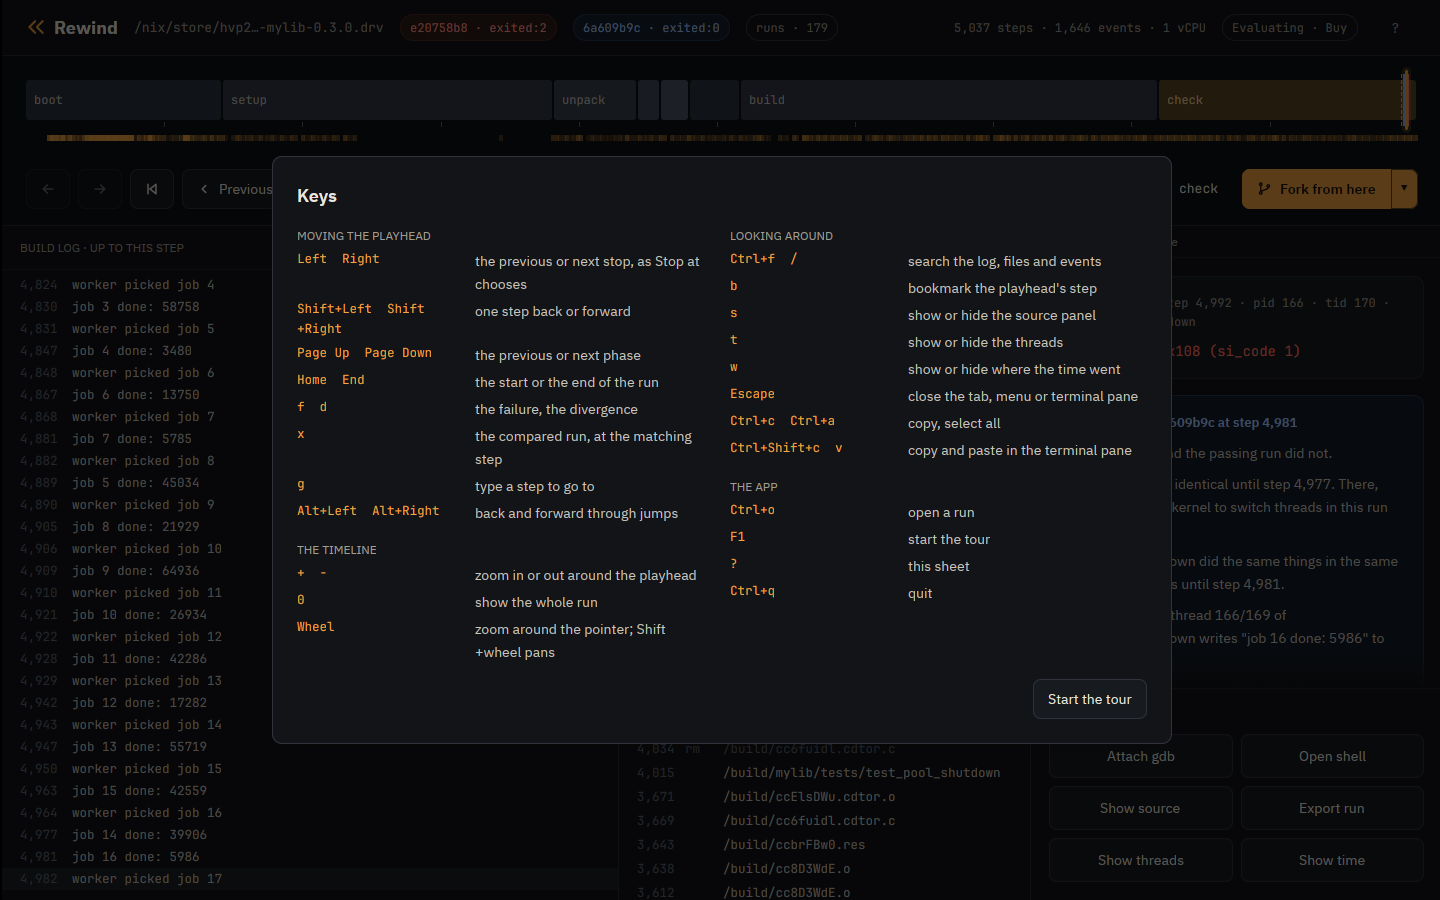 Rewind /nix/store/hvp2…-mylib-0.3.0.drv e20758b8 · exited:2 6a609b9c · exited:0 runs · 179 5,037 steps · 1,646 events · 1 vCPU Evaluating · Buy ?
boot setup unpack build check
Previous check Fork from here
BUILD LOG · UP TO THIS STEP
4,824 worker picked job 4
4,830 job 3 done: 58758
4,831 worker picked job 5
4,847 job 4 done: 3480
4,848 worker picked job 6
4,867 job 6 done: 13750
4,868 worker picked job 7
4,881 job 7 done: 5785
4,882 worker picked job 8
4,889 job 5 done: 45034
4,890 worker picked job 9
4,905 job 8 done: 21929
4,906 worker picked job 10
4,909 job 9 done: 64936
4,910 worker picked job 11
4,921 job 10 done: 26934
4,922 worker picked job 12
4,928 job 11 done: 42286
4,929 worker picked job 13
4,942 job 12 done: 17282
4,943 worker picked job 14
4,947 job 13 done: 55719
4,950 worker picked job 15
4,963 job 15 done: 42559
4,964 worker picked job 16
4,977 job 14 done: 39906
4,981 job 16 done: 5986
4,982 worker picked job 17
Keys
MOVING THE PLAYHEAD
Left Right the previous or next stop, as Stop at
chooses
Shift+Left Shift
+Right one step back or forward
Page Up Page Down the previous or next phase
Home End the start or the end of the run
f d the failure, the divergence
x the compared run, at the matching
step
g type a step to go to
Alt+Left Alt+Right back and forward through jumps
THE TIMELINE
+ - zoom in or out around the playhead
0 show the whole run
Wheel zoom around the pointer; Shift
+wheel pans
LOOKING AROUND
Ctrl+f / search the log, files and events
b bookmark the playhead's step
s show or hide the source panel
t show or hide the threads
w show or hide where the time went
Escape close the tab, menu or terminal pane
Ctrl+c Ctrl+a copy, select all
Ctrl+Shift+c v copy and paste in the terminal pane
THE APP
Ctrl+o open a run
F1 start the tour
? this sheet
Ctrl+q quit
Start the tour
4,034 rm /build/cc6fuidl.cdtor.c
4,015 /build/mylib/tests/test_pool_shutdown
3,671 /build/ccElsDWu.cdtor.o
3,669 /build/cc6fuidl.cdtor.c
3,643 /build/ccbrFBw0.res
3,638 /build/cc8D3WdE.o
3,612 /build/cc8D3WdE.o
4,992 · pid 166 · tid 170 ·
108 (si_code 1)
609b9c at step 4,981
the passing run did not.
identical until step 4,977. There,
kernel to switch threads in this run
did the same things in the same
until step 4,981.
thread 166/169 of
writes "job 16 done: 5986" to
Attach gdb Open shell
Show source Export run
Show threads Show time